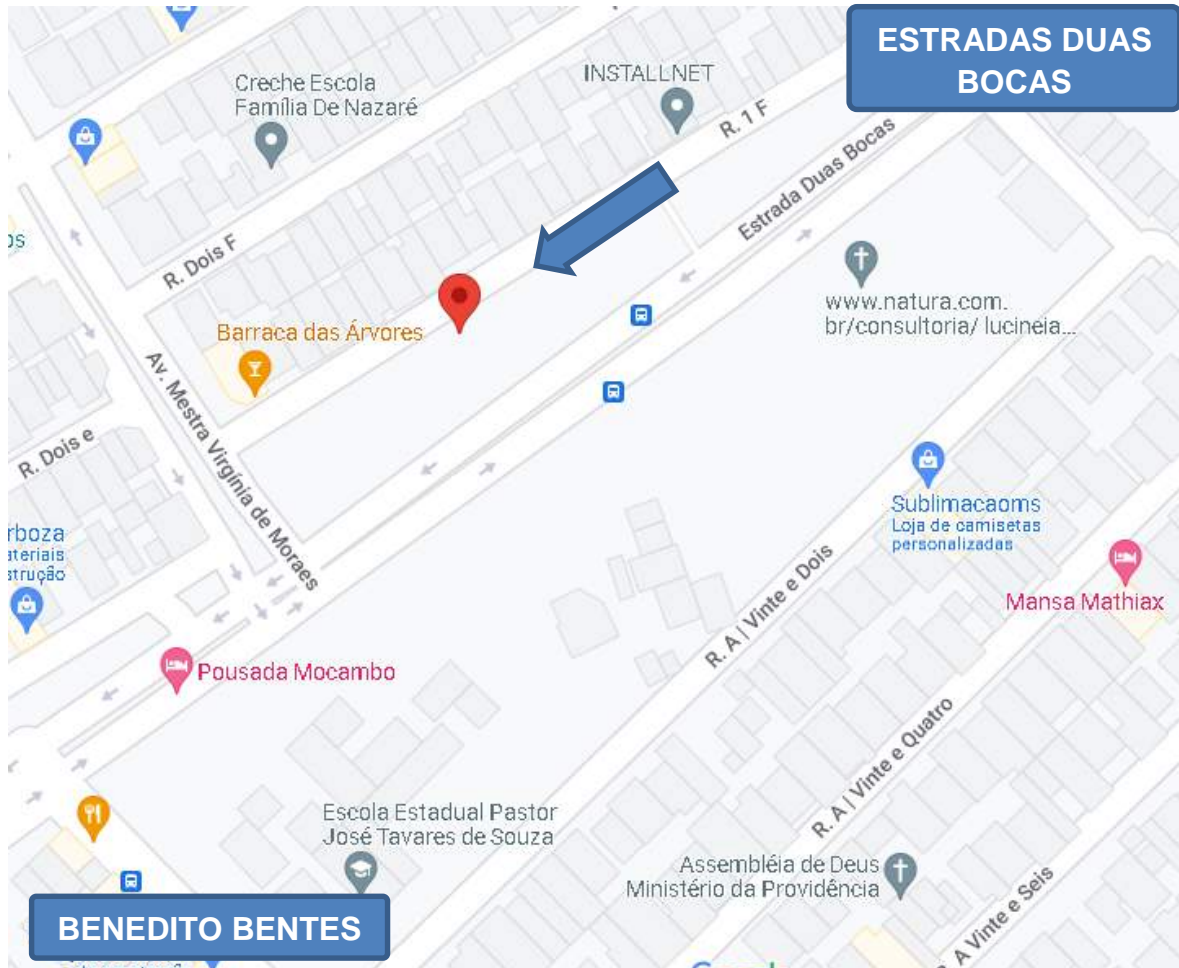 ESTRADAS DUAS
BOCAS
Creche Escola
Família De Nazaré
INSTALLNET
R. 1 F
Estrada Duas Bocas
R. Dois F
www.natura.com.
br/consultoria/ lucineia...
Barraca das Árvores
Av. Mestra Virgínia de Moraes
R. Dois e
Sublimacaoms
Loja de camisetas
personalizadas
rboza
ateriais
strução
R. A | Vinte e Dois
Mansa Mathiax
Pousada Mocambo
R. A | Vinte e Quatro
Escola Estadual Pastor
José Tavares de Souza
Assembléia de Deus
Ministério da Providência
R. A Vinte e Seis
BENEDITO BENTES